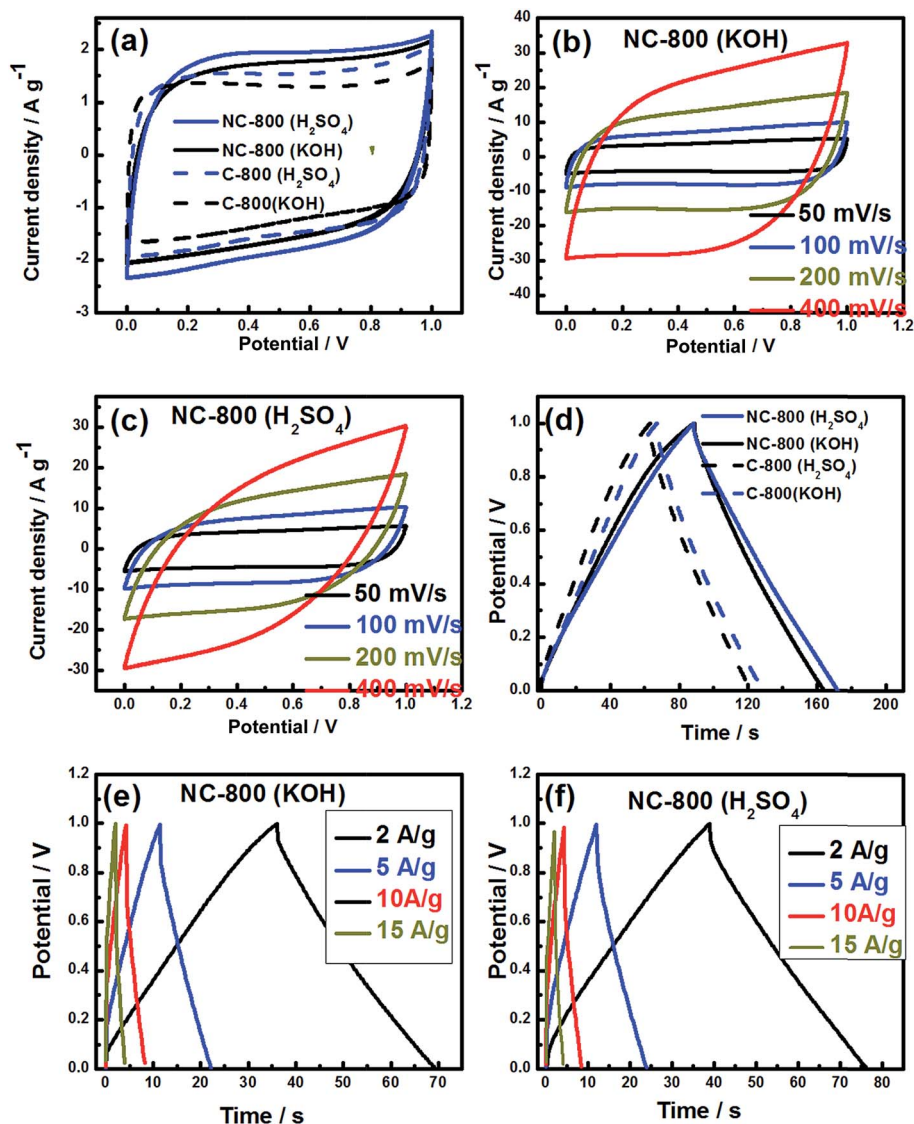 (a)
Current density / A g⁻¹
3
2
1
0
-1
-2
-3
NC-800 (H₂SO₄)
NC-800 (KOH)
C-800 (H₂SO₄)
C-800(KOH)
0.0 0.2 0.4 0.6 0.8 1.0
Potential / V
(b) NC-800 (KOH)
Current density / A g⁻¹
40
30
20
10
0
-10
-20
-30
-40
50 mV/s
100 mV/s
200 mV/s
400 mV/s
0.0 0.2 0.4 0.6 0.8 1.0 1.2
Potential / V
(c) NC-800 (H₂SO₄)
Current density / A g⁻¹
30
20
10
0
-10
-20
-30
50 mV/s
100 mV/s
200 mV/s
400 mV/s
0.0 0.2 0.4 0.6 0.8 1.0 1.2
Potential / V
(d)
NC-800 (H₂SO₄)
NC-800 (KOH)
C-800 (H₂SO₄)
C-800(KOH)
Potential / V
1.0
0.8
0.6
0.4
0.2
0.0
0 40 80 120 160 200
Time / s
(e) NC-800 (KOH)
Potential / V
1.2
1.0
0.8
0.6
0.4
0.2
0.0
2 A/g
5 A/g
10A/g
15 A/g
0 10 20 30 40 50 60 70
Time / s
(f) NC-800 (H₂SO₄)
Potential / V
1.2
1.0
0.8
0.6
0.4
0.2
0.0
2 A/g
5 A/g
10A/g
15 A/g
0 10 20 30 40 50 60 70 80
Time / s